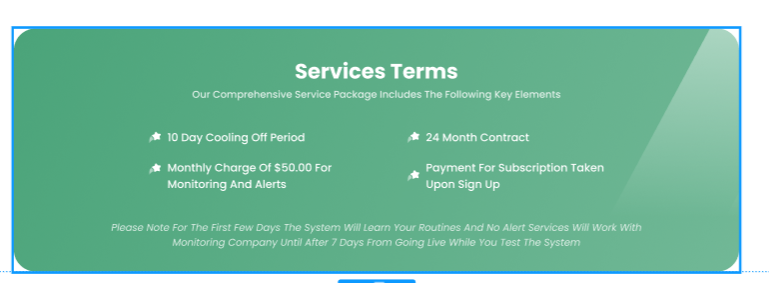 Services Terms
Our Comprehensive Service Package Includes The Following Key Elements
10 Day Cooling Off Period
24 Month Contract
Monthly Charge Of $50.00 For
Monitoring And Alerts
Payment For Subscription Taken
Upon Sign Up
Please Note For The First Few Days The System Will Learn Your Routines And No Alert Services Will Work With
Monitoring Company Until After 7 Days From Going Live While You Test The System